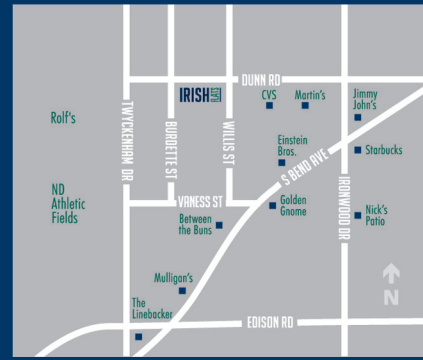 DUNN RD
IRISH FLATS
CVS
Martin's
Jimmy
John's
Rolf's
TWYCKENHAM DR
BURDETTE ST
WILLIS ST
Einstein
Bros.
S BEND AVE
Starbucks
IRONWOOD DR
ND
Athletic
Fields
VANESS ST
Between
the Buns
Golden
Gnome
Nick's
Patio
Mulligan's
N
The
Linebacker
EDISON RD